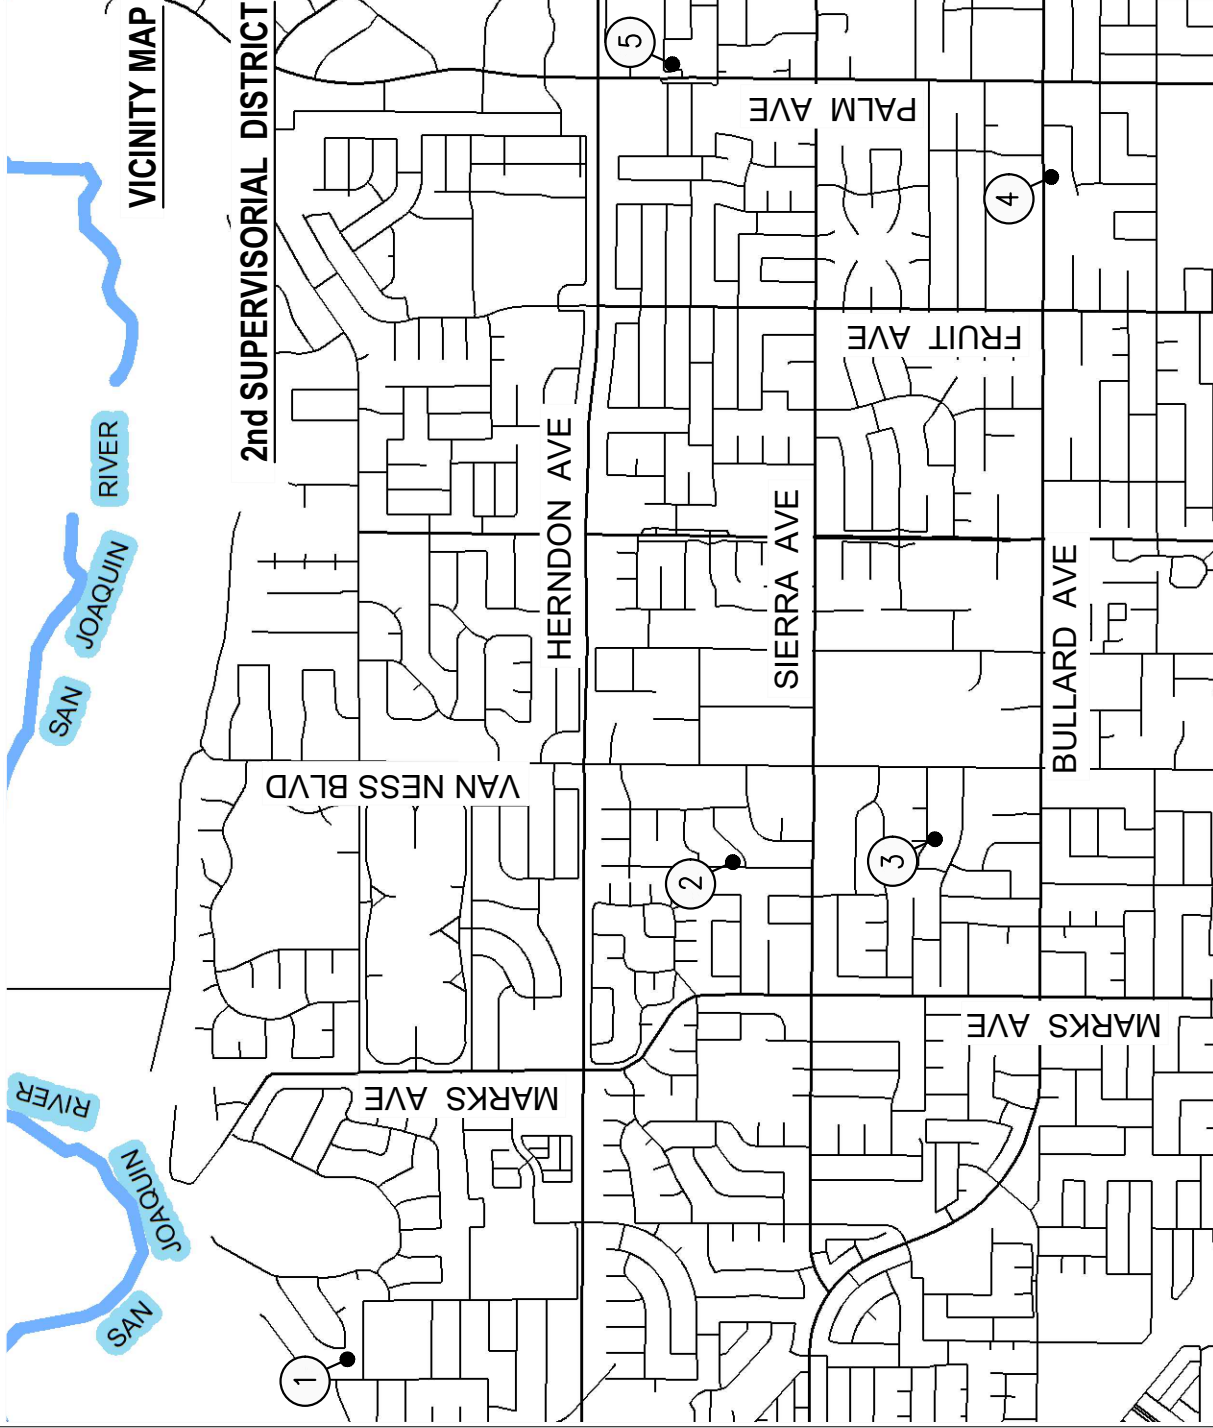 VICINITY MAP
2nd SUPERVISORIAL DISTRICT
SAN
JOAQUIN
RIVER
SAN
JOAQUIN
RIVER
HERNDON AVE
SIERRA AVE
BULLARD AVE
PALM AVE
FRUIT AVE
VAN NESS BLVD
MARKS AVE
MARKS AVE
1
2
3
4
5